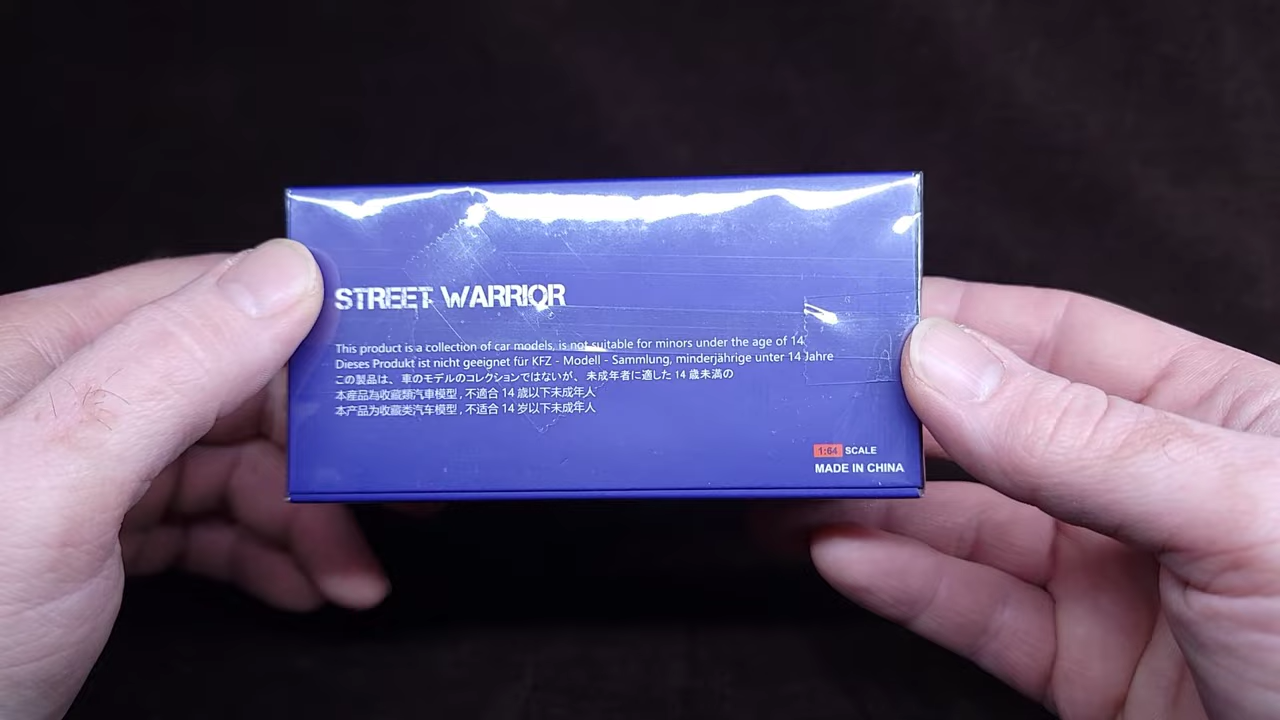 STREET WARRIOR
This product is a collection of car models, is not suitable for minors under the age of 14
Dieses Produkt ist nicht geeignet für KFZ - Modell - Sammlung, minderjährige unter 14 Jahre
この製品は、車のモデルのコレクションではないが、未成年者に適した 14 歳未満の
本產品為收藏類汽車模型 , 不適合 14 歲以下未成年人
本产品为收藏类汽车模型 , 不适合 14 岁以下未成年人
1:64 SCALE
MADE IN CHINA